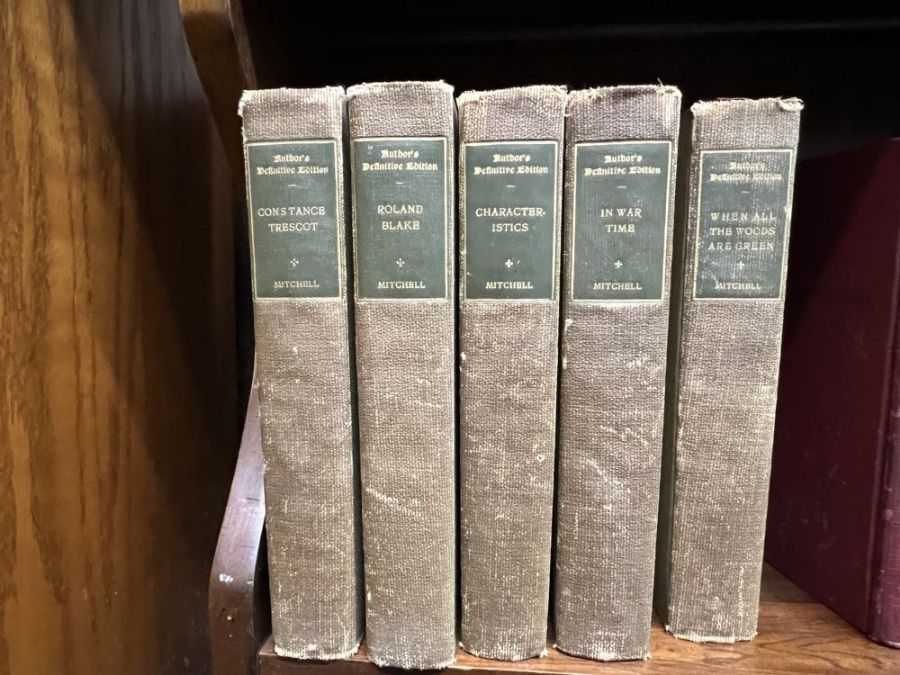 Author's
Definitive Edition
CONSTANCE
TRESCOT
MITCHELL
Author's
Definitive Edition
ROLAND
BLAKE
MITCHELL
Author's
Definitive Edition
CHARACTER-
ISTICS
MITCHELL
Author's
Definitive Edition
IN WAR
TIME
MITCHELL
Author's
Definitive Edition
WHEN ALL
THE WOODS
ARE GREEN
MITCHELL